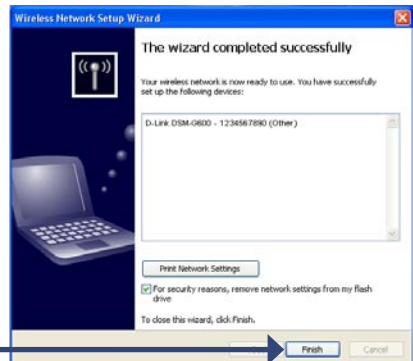 Wireless Network Setup Wizard
The wizard completed successfully
Your wireless network is now ready to use. You have successfully
set up the following devices:
D-Link DSM-G600 - 1234567890 (Other)
Print Network Settings
For security reasons, remove network settings from my flash
drive
To close this wizard, click Finish.
Finish
Cancel